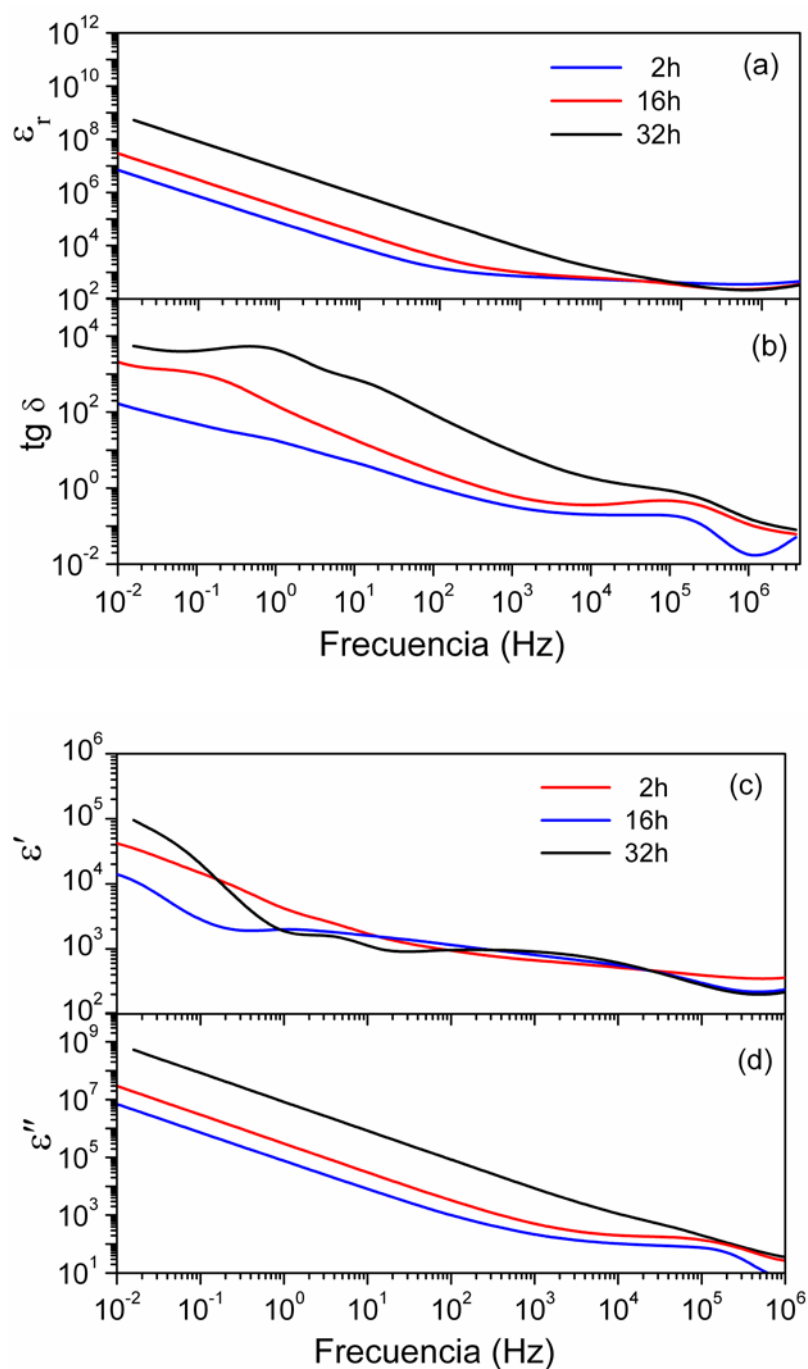 10^12
10^10
10^8
10^6
10^4
10^2
ε_r
2h
16h
32h
(a)
10^4
10^2
10^0
10^-2
tg δ
(b)
10^-2 10^-1 10^0 10^1 10^2 10^3 10^4 10^5 10^6
Frecuencia (Hz)
10^6
10^5
10^4
10^3
10^2
ε'
2h
16h
32h
(c)
10^9
10^7
10^5
10^3
10^1
ε"
(d)
10^-2 10^-1 10^0 10^1 10^2 10^3 10^4 10^5 10^6
Frecuencia (Hz)